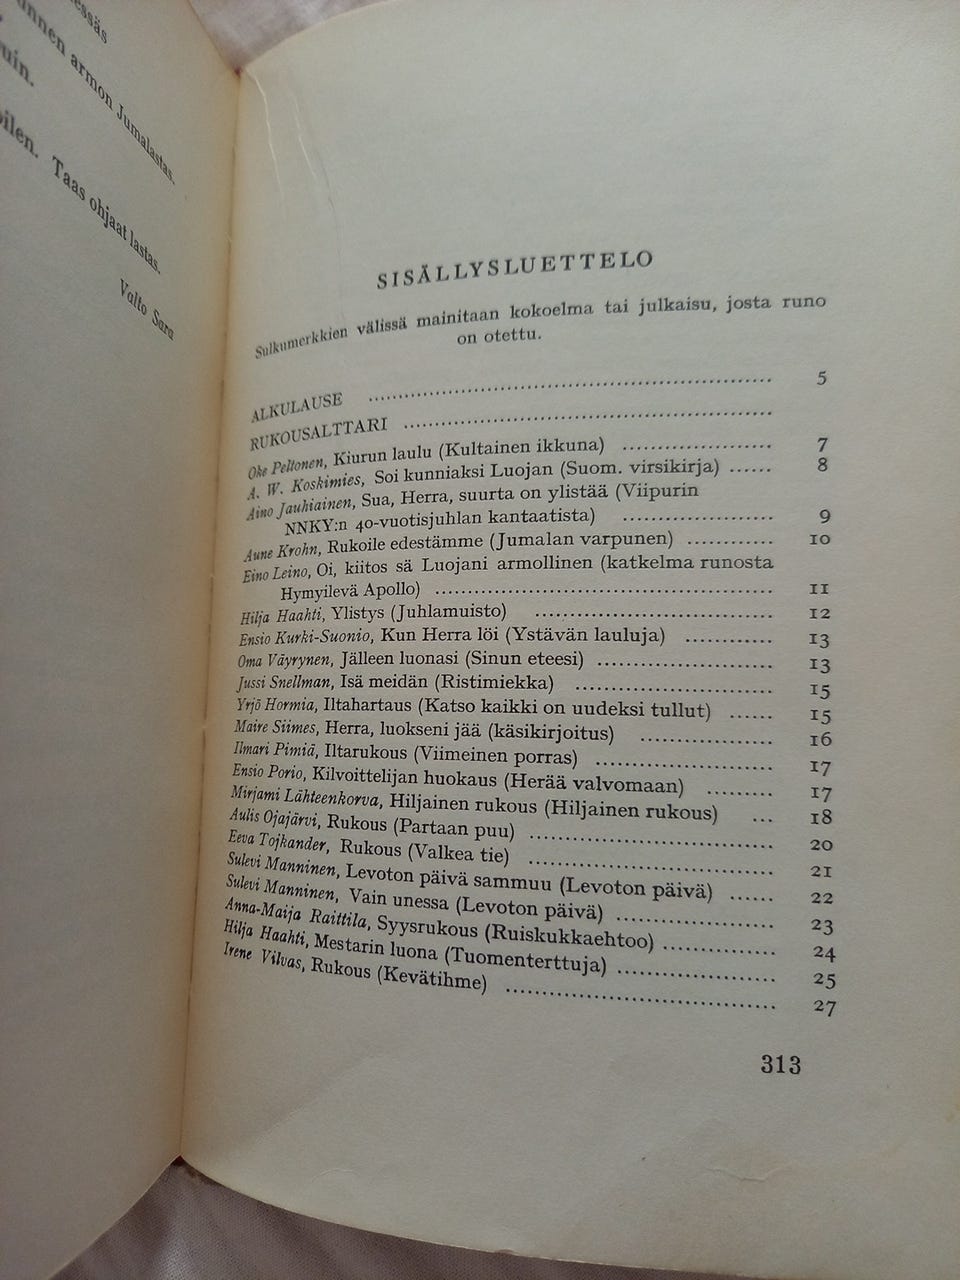 unnen armon Jumalastas.
uin.
Taas ohjaat lastas.
Valto Sara
SISÄLLYSLUETTELO
Sulkumerkkien välissä mainitaan kokoelma tai julkaisu, josta runo
on otettu.
ALKULAUSE .......... 5
RUKOUSALTTARI ..........
Oke Peltonen, Kiurun laulu (Kultainen ikkuna) .......... 7
A. W. Koskimies, Soi kunniaksi Luojan (Suom. virsikirja) ...... 8
Aino Jauhiainen, Sua, Herra, suurta on ylistää (Viipurin
NNKY:n 40-vuotisjuhlan kantaatista) .......... 9
Aune Krohn, Rukoile edestämme (Jumalan varpunen) .......... 10
Eino Leino, Oi, kiitos sä Luojani armollinen (katkelma runosta
Hymyilevä Apollo) .......... 11
Hilja Haahti, Ylistys (Juhlamuisto) .......... 12
Ensio Kurki-Suonio, Kun Herra löi (Ystävän lauluja) .......... 13
Oma Väyrynen, Jälleen luonasi (Sinun eteesi) .......... 13
Jussi Snellman, Isä meidän (Ristimiekka) .......... 15
Yrjö Hormia, Iltahartaus (Katso kaikki on uudeksi tullut) ...... 15
Maire Siimes, Herra, luokseni jää (käsikirjoitus) .......... 16
Ilmari Pimiä, Iltarukous (Viimeinen porras) .......... 17
Ensio Porio, Kilvoittelijan huokaus (Herää valvomaan) ......... 17
Mirjami Lähteenkorva, Hiljainen rukous (Hiljainen rukous) ... 18
Aulis Ojajärvi, Rukous (Partaan puu) .......... 20
Eeva Tojkander, Rukous (Valkea tie) .......... 21
Sulevi Manninen, Levoton päivä sammuu (Levoton päivä) ...... 22
Sulevi Manninen, Vain unessa (Levoton päivä) .......... 23
Anna-Maija Raittila, Syysrukous (Ruiskukkaehtoo) .......... 24
Hilja Haahti, Mestarin luona (Tuomenterttuja) .......... 25
Irene Vilvas, Rukous (Kevätihme) .......... 27
313